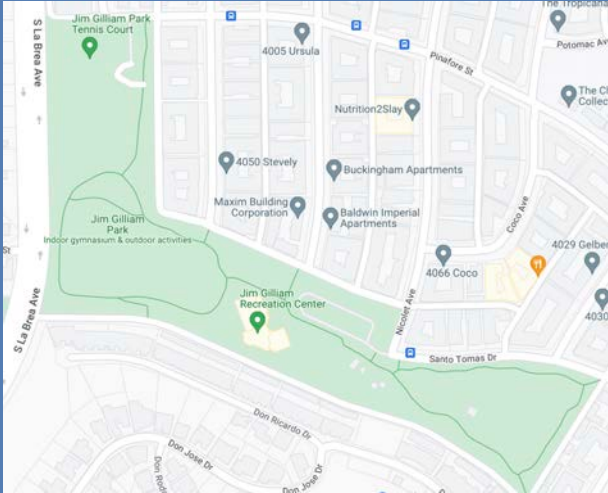 Jim Gilliam Park
Tennis Court
S La Brea Ave
4005 Ursula
The Tropicana
Potomac Av
Pinafore St
The Cl
Collec
Nutrition2Slay
4050 Stevely
Buckingham Apartments
Maxim Building
Corporation
Baldwin Imperial
Apartments
Coco Ave
Jim Gilliam
Park
Indoor gymnasium & outdoor activities
St
4066 Coco
4029 Gelber
4030
S La Brea Ave
Jim Gilliam
Recreation Center
Nicolet Ave
Santo Tomas Dr
Don Ricardo Dr
Don Jose Dr
Don Rod
Don Jose Dr